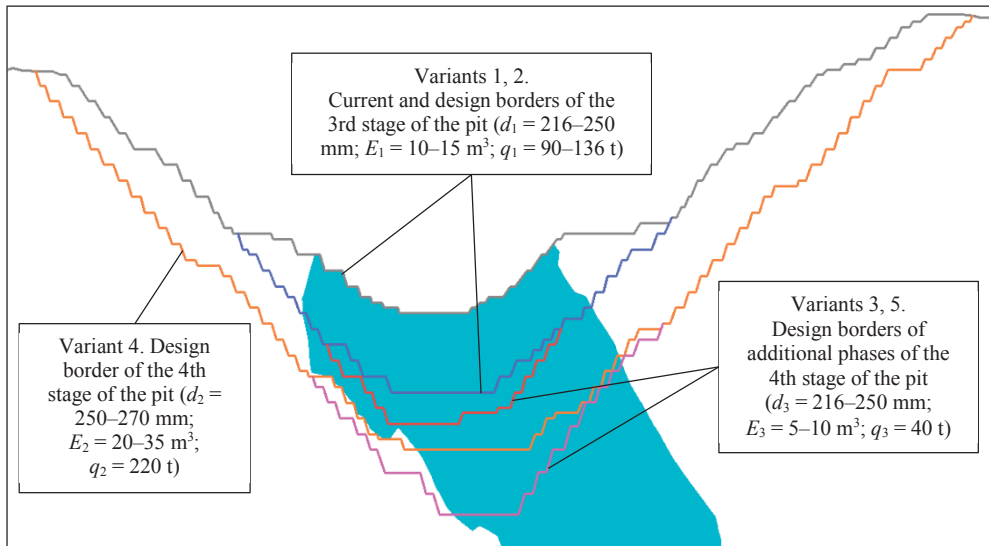 Variants 1, 2.
Current and design borders of the
3rd stage of the pit (d₁ = 216–250
mm; E₁ = 10–15 m³; q₁ = 90–136 t)
Variant 4. Design
border of the 4th
stage of the pit (d₂ =
250–270 mm;
E₂ = 20–35 m³;
q₂ = 220 t)
Variants 3, 5.
Design borders of
additional phases of the
4th stage of the pit
(d₃ = 216–250 mm;
E₃ = 5–10 m³; q₃ = 40 t)